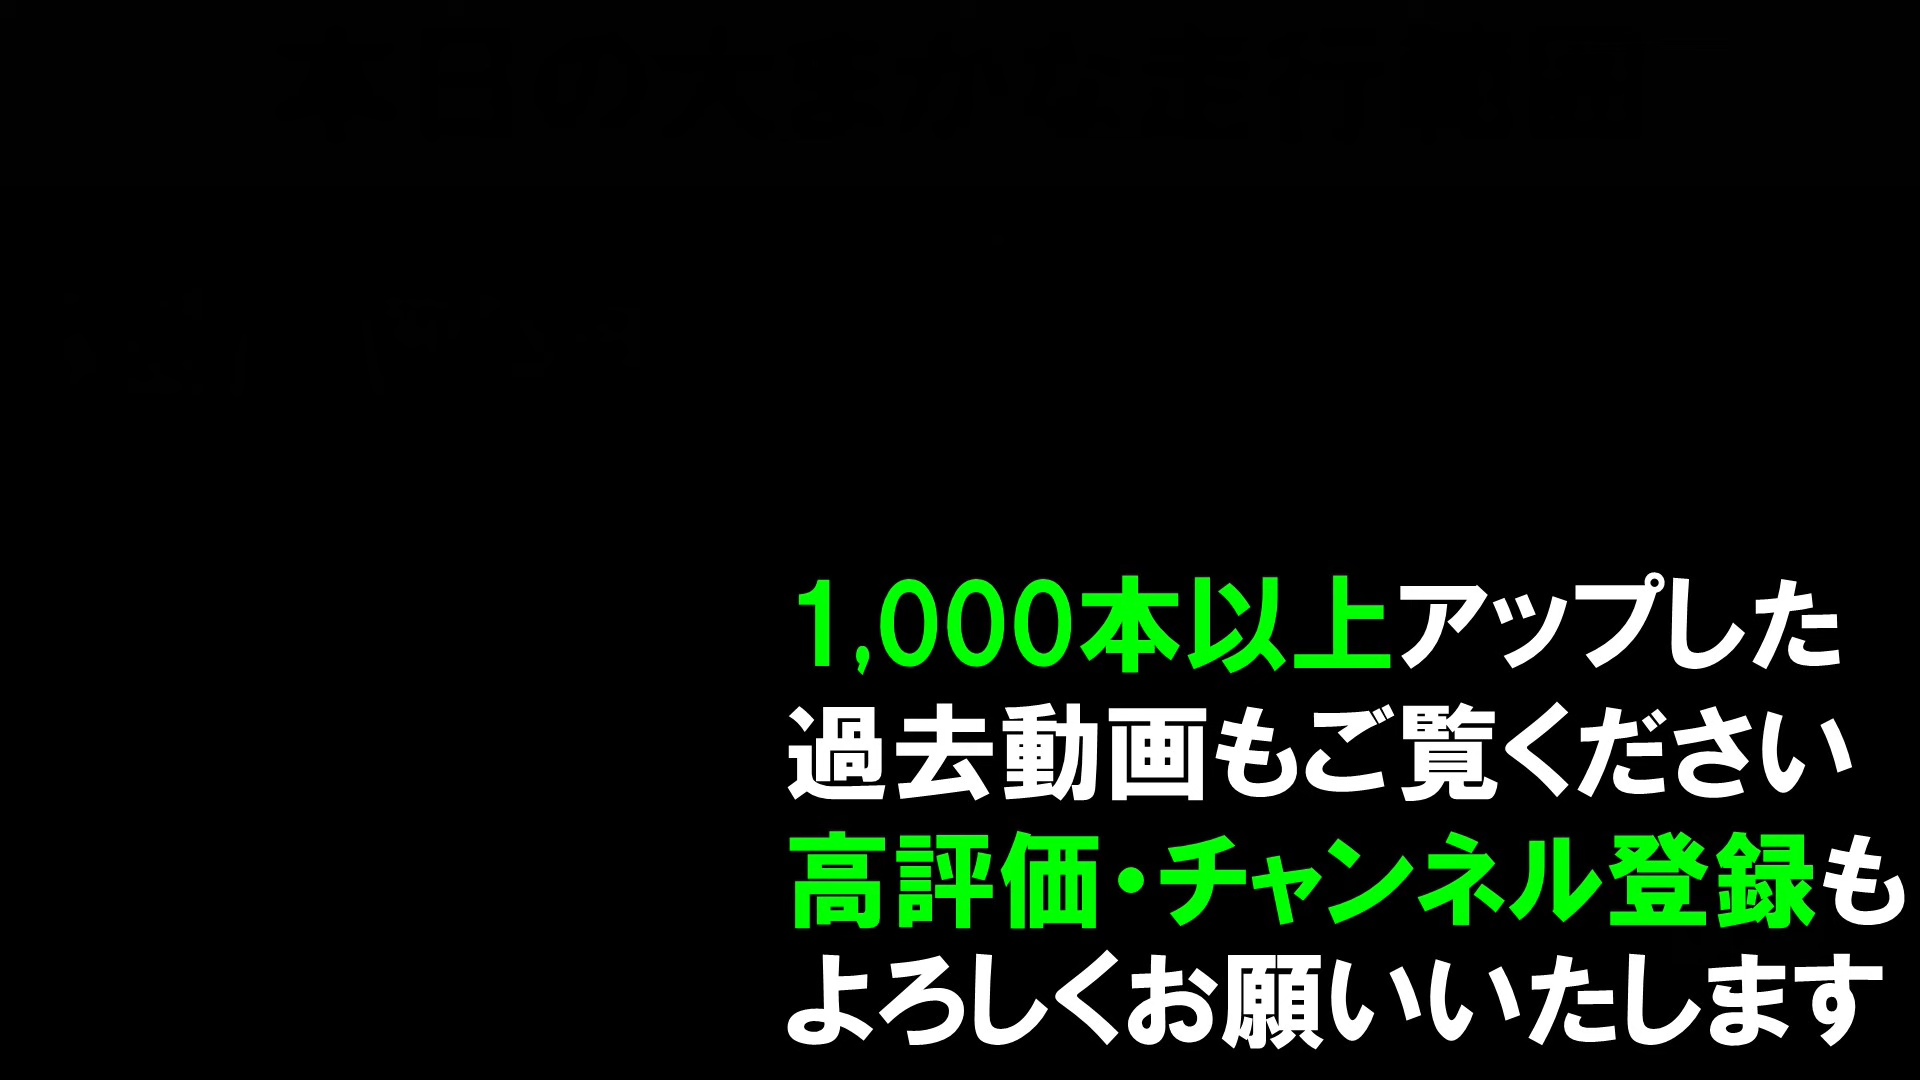 1,000本以上アップした
過去動画もご覧ください
高評価・チャンネル登録も
よろしくお願いいたします